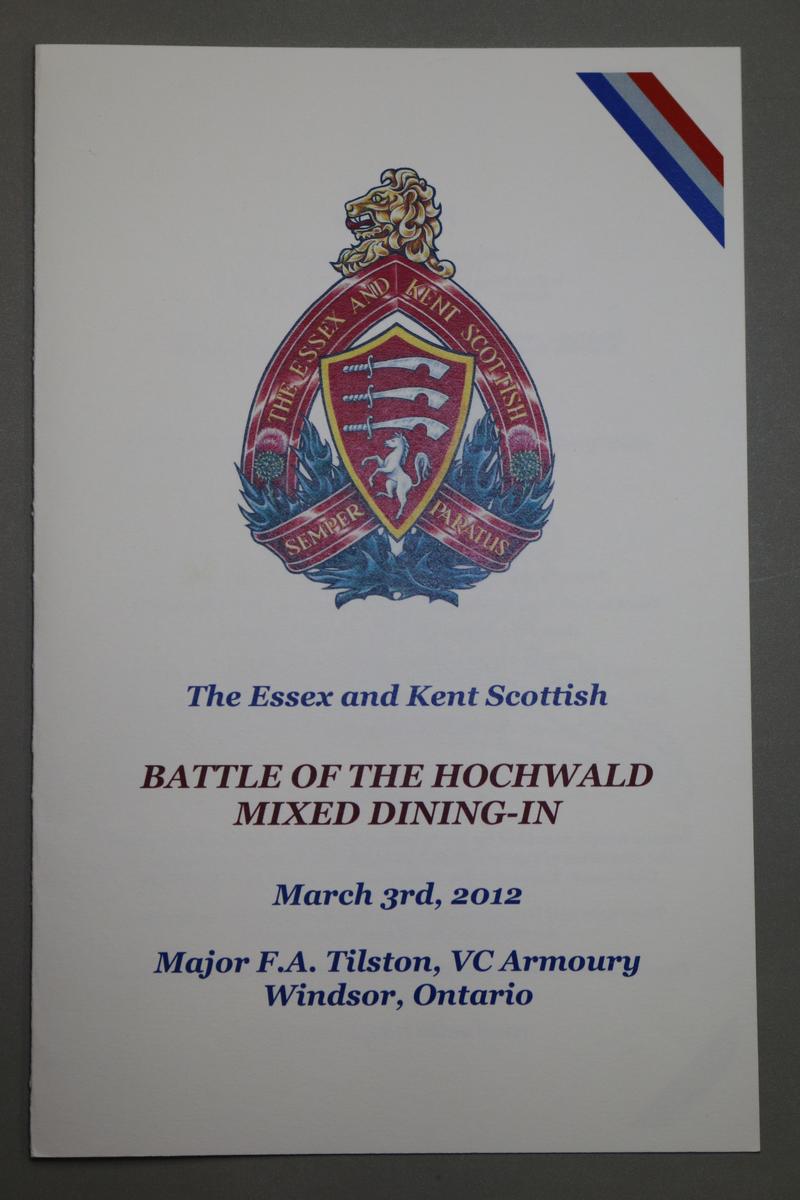 THE ESSEX AND KENT SCOTTISH
SEMPER PARATUS
The Essex and Kent Scottish
BATTLE OF THE HOCHWALD
MIXED DINING-IN
March 3rd, 2012
Major F.A. Tilston, VC Armoury
Windsor, Ontario